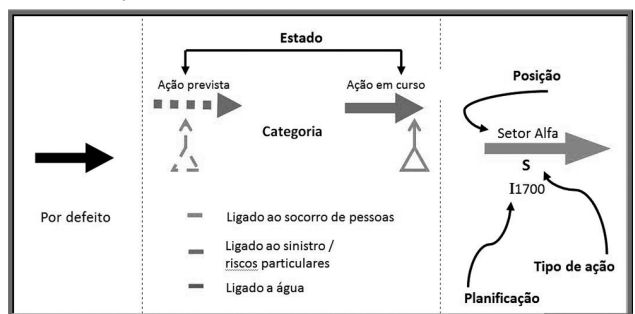 Estado
Ação prevista
Ação em curso
Categoria
Por defeito
Ligado ao socorro de pessoas
Ligado ao sinistro /
riscos particulares
Ligado a água
Posição
Setor Alfa
S
I1700
Tipo de ação
Planificação